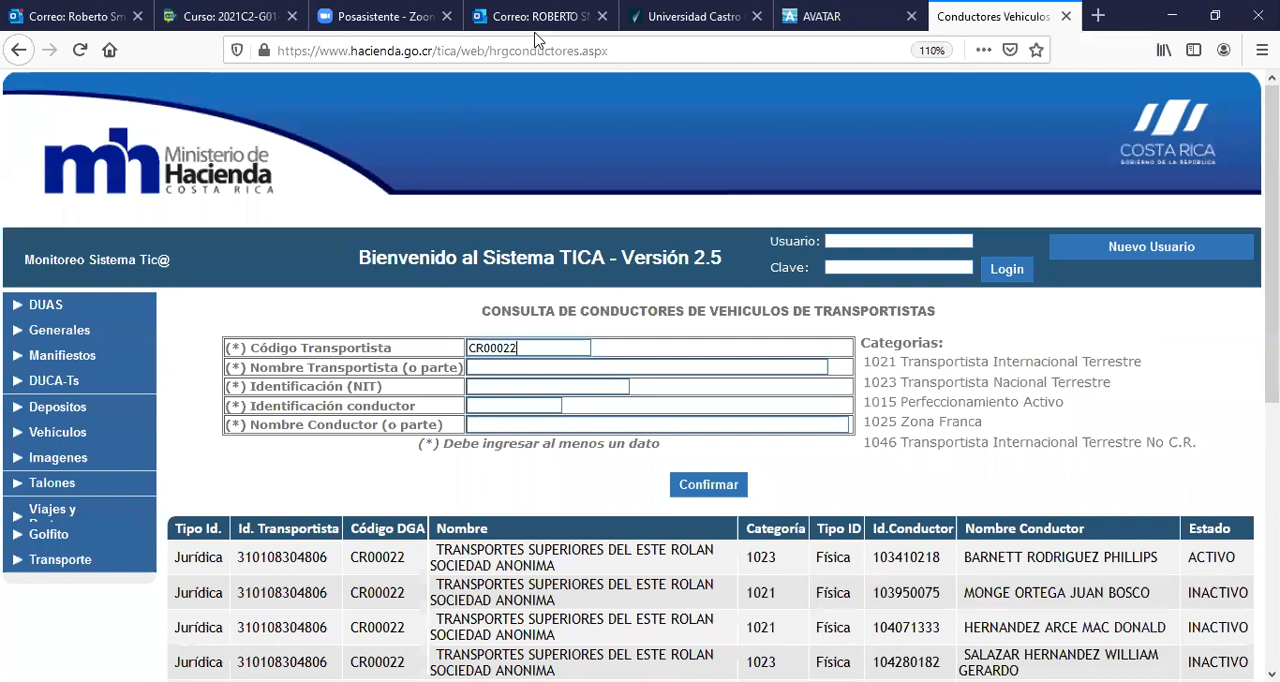 Correo: Roberto Sm
Curso: 2021C2-G01-
Posasistente - Zoom
Correo: ROBERTO S
Universidad Castro
AVATAR
Conductores Vehiculos
https://www.hacienda.go.cr/tica/web/hrgconductores.aspx
110%
mh Ministerio de
Hacienda
COSTA RICA
COSTA RICA
GOBIERNO DE LA REPÚBLICA
Monitoreo Sistema Tic@
Bienvenido al Sistema TICA - Versión 2.5
Usuario:
Clave:
Login
Nuevo Usuario
DUAS
Generales
Manifiestos
DUCA-Ts
Depositos
Vehículos
Imagenes
Talones
Viajes y
Golfito
Transporte
CONSULTA DE CONDUCTORES DE VEHICULOS DE TRANSPORTISTAS
(*) Código Transportista CR00022
(*) Nombre Transportista (o parte)
(*) Identificación (NIT)
(*) Identificación conductor
(*) Nombre Conductor (o parte)
(*) Debe ingresar al menos un dato
Categorias:
1021 Transportista Internacional Terrestre
1023 Transportista Nacional Terrestre
1015 Perfeccionamiento Activo
1025 Zona Franca
1046 Transportista Internacional Terrestre No C.R.
Confirmar
Tipo Id. Id. Transportista Código DGA Nombre Categoría Tipo ID Id.Conductor Nombre Conductor Estado
Jurídica 310108304806 CR00022 TRANSPORTES SUPERIORES DEL ESTE ROLAN SOCIEDAD ANONIMA 1023 Física 103410218 BARNETT RODRIGUEZ PHILLIPS ACTIVO
Jurídica 310108304806 CR00022 TRANSPORTES SUPERIORES DEL ESTE ROLAN SOCIEDAD ANONIMA 1021 Física 103950075 MONGE ORTEGA JUAN BOSCO INACTIVO
Jurídica 310108304806 CR00022 TRANSPORTES SUPERIORES DEL ESTE ROLAN SOCIEDAD ANONIMA 1021 Física 104071333 HERNANDEZ ARCE MAC DONALD INACTIVO
Jurídica 310108304806 CR00022 TRANSPORTES SUPERIORES DEL ESTE ROLAN SOCIEDAD ANONIMA 1023 Física 104280182 SALAZAR HERNANDEZ WILLIAM GERARDO INACTIVO